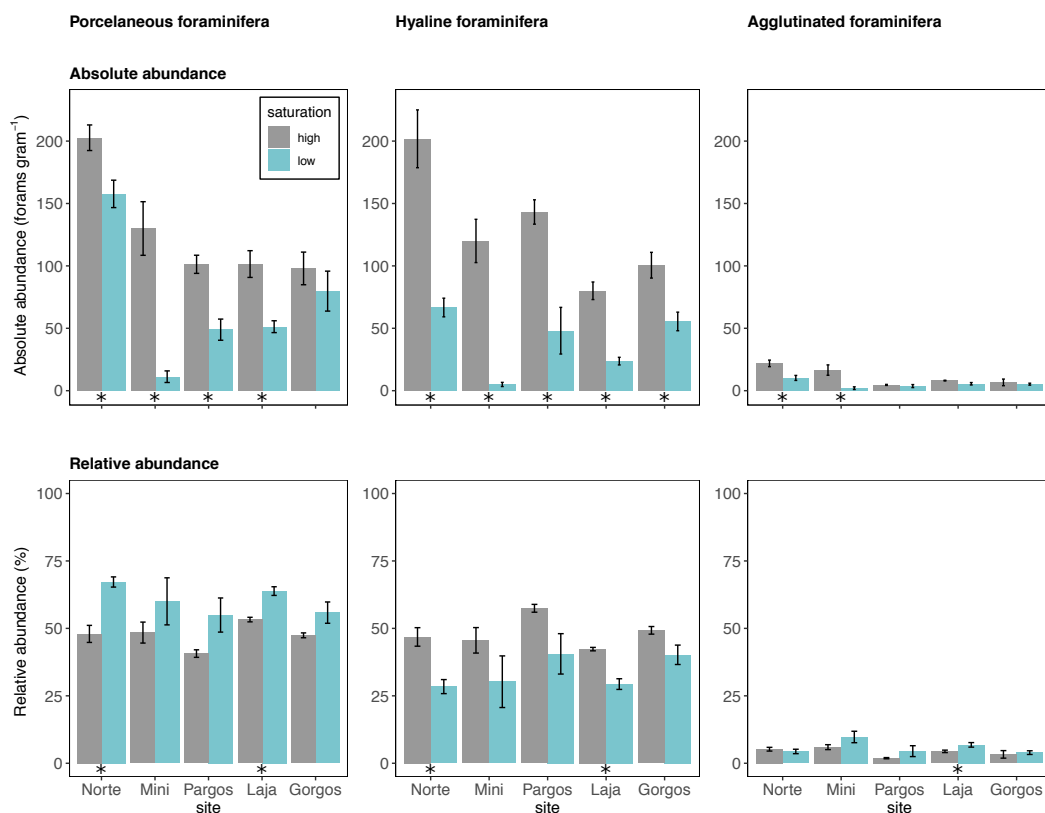 Porcelaneous foraminifera
Hyaline foraminifera
Agglutinated foraminifera
Absolute abundance
saturation
high
low
Absolute abundance (forams gram⁻¹)
200
150
100
50
0
* * * *
200
150
100
50
0
* * * * *
200
150
100
50
0
* *
Relative abundance
Relative abundance (%)
100
75
50
25
0
* *
Norte Mini Pargos Laja Gorgos
site
100
75
50
25
0
* *
Norte Mini Pargos Laja Gorgos
site
100
75
50
25
0
*
Norte Mini Pargos Laja Gorgos
site